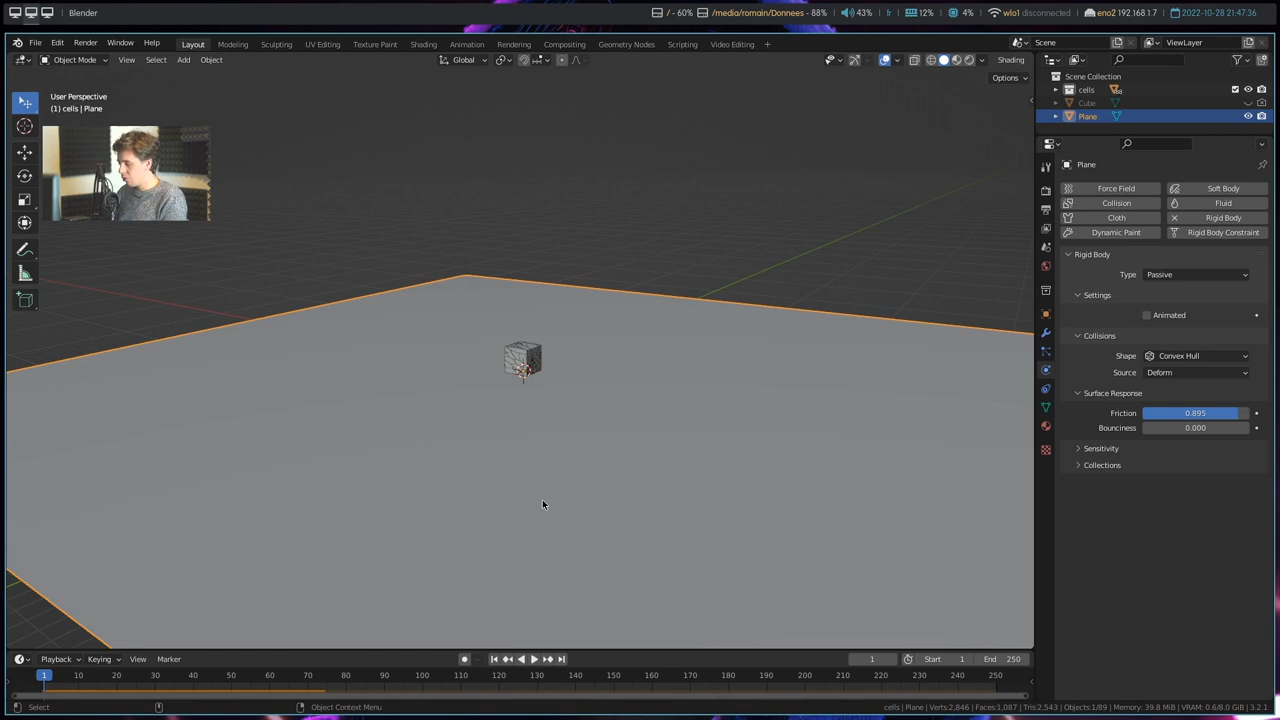 Blender
/ - 60%
/media/romain/Donnees - 88%
43%
fr
12%
4%
wlo1 disconnected
eno2 192.168.1.7
2022-10-28 21:47:36
File Edit Render Window Help
Layout Modeling Sculpting UV Editing Texture Paint Shading Animation Rendering Compositing Geometry Nodes Scripting Video Editing +
Scene
ViewLayer
Object Mode View Select Add Object
Global
Shading
Options
User Perspective
(1) cells | Plane
Scene Collection
cells
Cube
Plane
Plane
Force Field
Soft Body
Collision
Fluid
Cloth
Rigid Body
Dynamic Paint
Rigid Body Constraint
Rigid Body
Type Passive
Settings
Animated
Collisions
Shape Convex Hull
Source Deform
Surface Response
Friction 0.895
Bounciness 0.000
Sensitivity
Collections
Playback Keying View Marker
1
Start 1
End 250
1 10 20 30 40 50 60 70 80 90 100 110 120 130 140 150 160 170 180 190 200 210 220 230 240 250
Select
Object Context Menu
cells | Plane | Verts:2,846 | Faces:1,087 | Tris:2,543 | Objects:1/89 | Memory: 39.8 MiB | VRAM: 0.6/8.0 GiB | 3.2.1